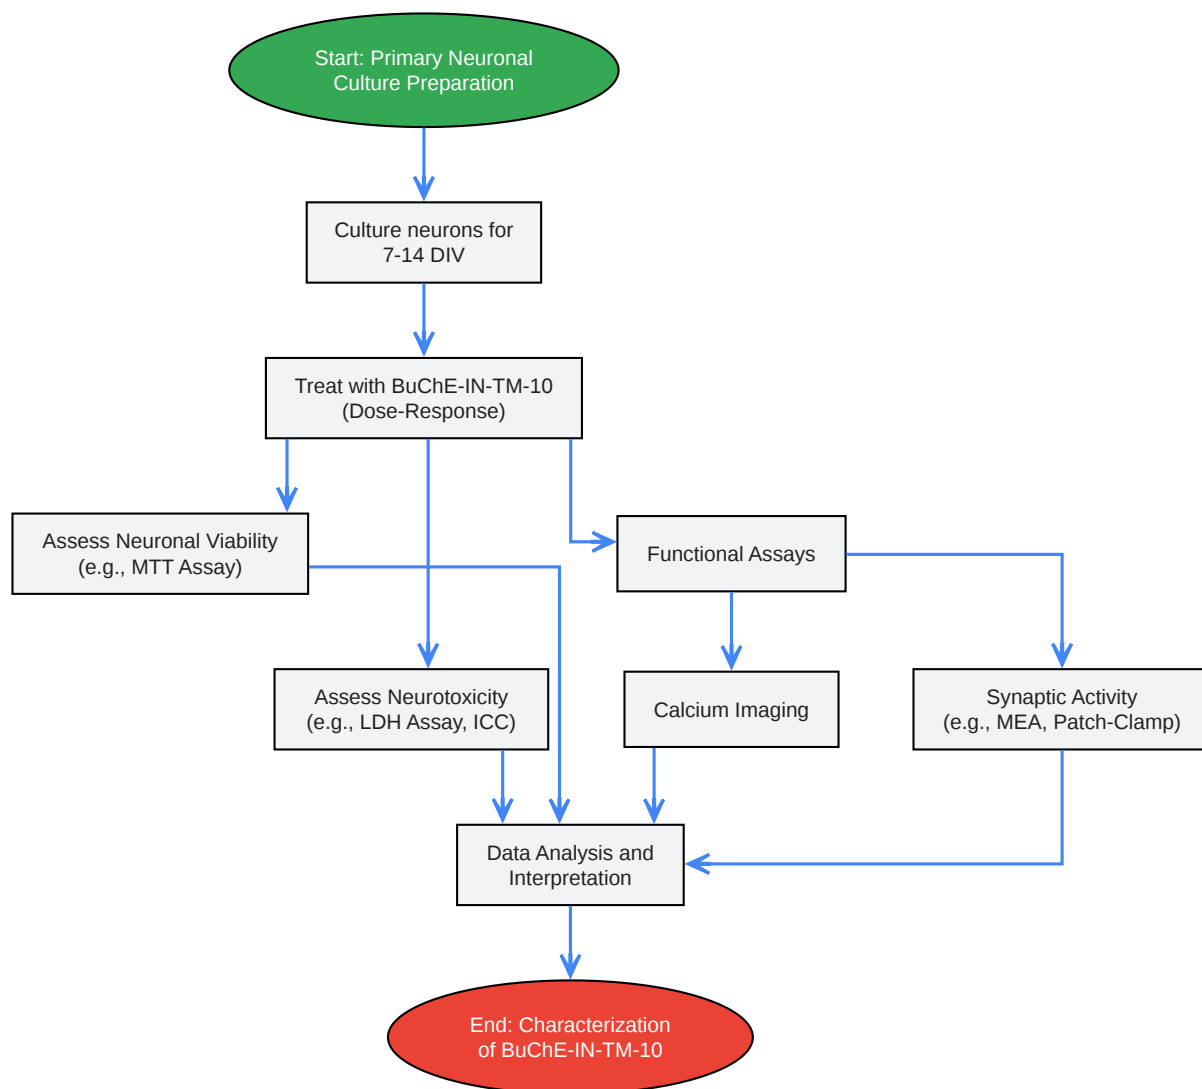 Start: Primary Neuronal
Culture Preparation
Culture neurons for
7-14 DIV
Treat with BuChE-IN-TM-10
(Dose-Response)
Assess Neuronal Viability
(e.g., MTT Assay)
Functional Assays
Assess Neurotoxicity
(e.g., LDH Assay, ICC)
Calcium Imaging
Synaptic Activity
(e.g., MEA, Patch-Clamp)
Data Analysis and
Interpretation
End: Characterization
of BuChE-IN-TM-10